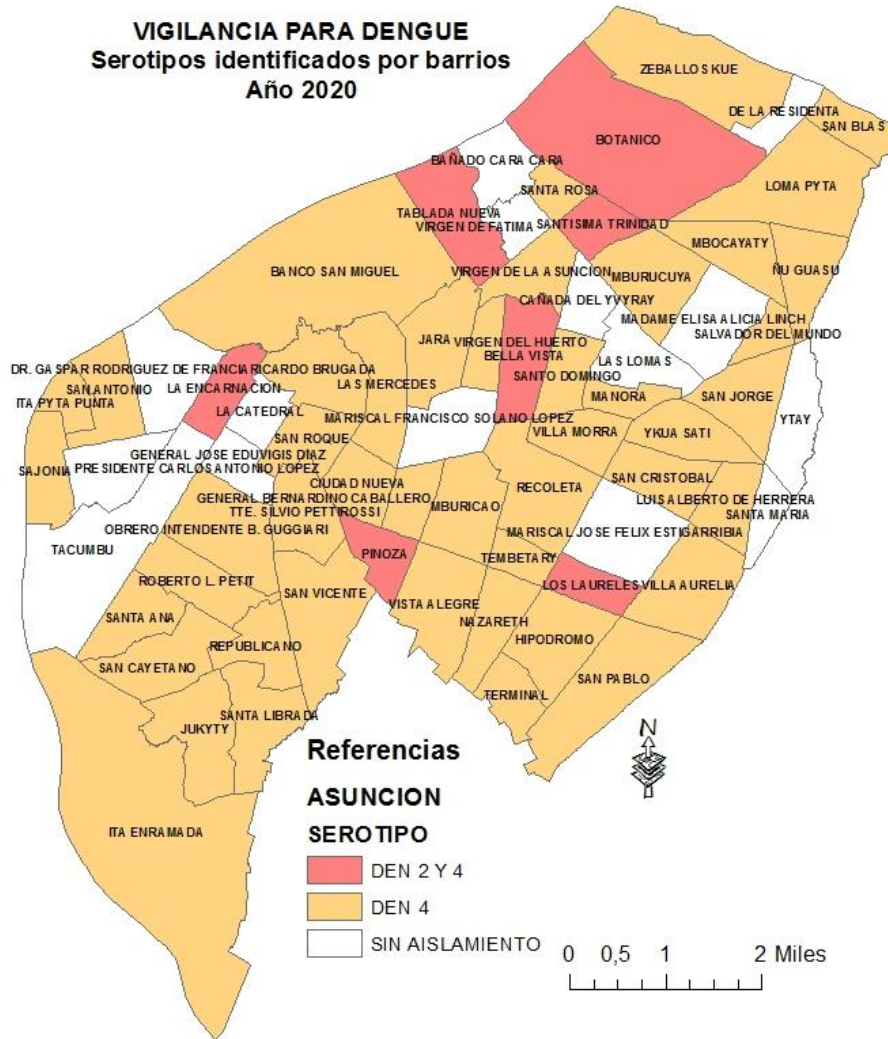 VIGILANCIA PARA DENGUE
Serotipos identificados por barrios
Año 2020
ZEBALLOS KUE
DE LA RESIDENTA
SAN BLAS
BOTANICO
BAÑADO CARA CARA
SANTA ROSA
LOMA PYTA
TABLADA NUEVA
VIRGEN DE FATIMA
SANTISIMA TRINIDAD
MBOCAYATY
BANCO SAN MIGUEL
VIRGEN DE LA ASUNCION
MBURUCUYA
ÑU GUASU
CAÑADA DEL YVYRAY
MADAME ELISA ALICIA LINCH
SALVADOR DEL MUNDO
JARA
VIRGEN DEL HUERTO
BELLA VISTA
LAS LOMAS
DR. GASPAR RODRIGUEZ DE FRANCIA
RICARDO BRUGADA
SANTO DOMINGO
SAN ANTONIO
LA ENCARNACION
LAS MERCEDES
MANORA
SAN JORGE
ITA PYTA PUNTA
LA CATEDRAL
MARISCAL FRANCISCO SOLANO LOPEZ
YTAY
SAN ROQUE
VILLA MORRA
YKUA SATI
GENERAL JOSE EDUVIGIS DIAZ
SAJONIA
PRESIDENTE CARLOS ANTONIO LOPEZ
CIUDAD NUEVA
RECOLETA
SAN CRISTOBAL
GENERAL BERNARDINO CABALLERO
LUIS ALBERTO DE HERRERA
TTE. SILVIO PETTIROSSI
MBURICAO
SANTA MARIA
OBRERO INTENDENTE B. GUGGIARI
MARISCAL JOSE FELIX ESTIGARRIBIA
TACUMBU
PINOZA
TEMBETARY
ROBERTO L. PETIT
SAN VICENTE
LOS LAURELES
VILLA AURELIA
VISTA ALEGRE
SANTA ANA
NAZARETH
REPUBLICANO
HIPODROMO
SAN CAYETANO
SAN PABLO
TERMINAL
SANTA LIBRADA
JUKYTY
N
Referencias
ASUNCION
ITA ENRAMADA
SEROTIPO
DEN 2 Y 4
DEN 4
SIN AISLAMIENTO
0 0,5 1 2 Miles